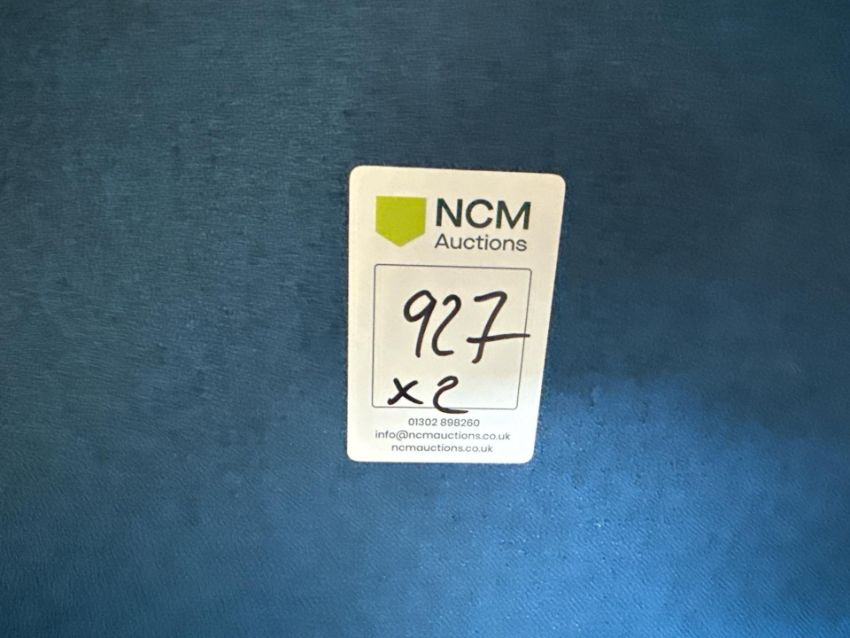 NCM
Auctions
927
x2
01302 898260
info@ncmauctions.co.uk
ncmauctions.co.uk